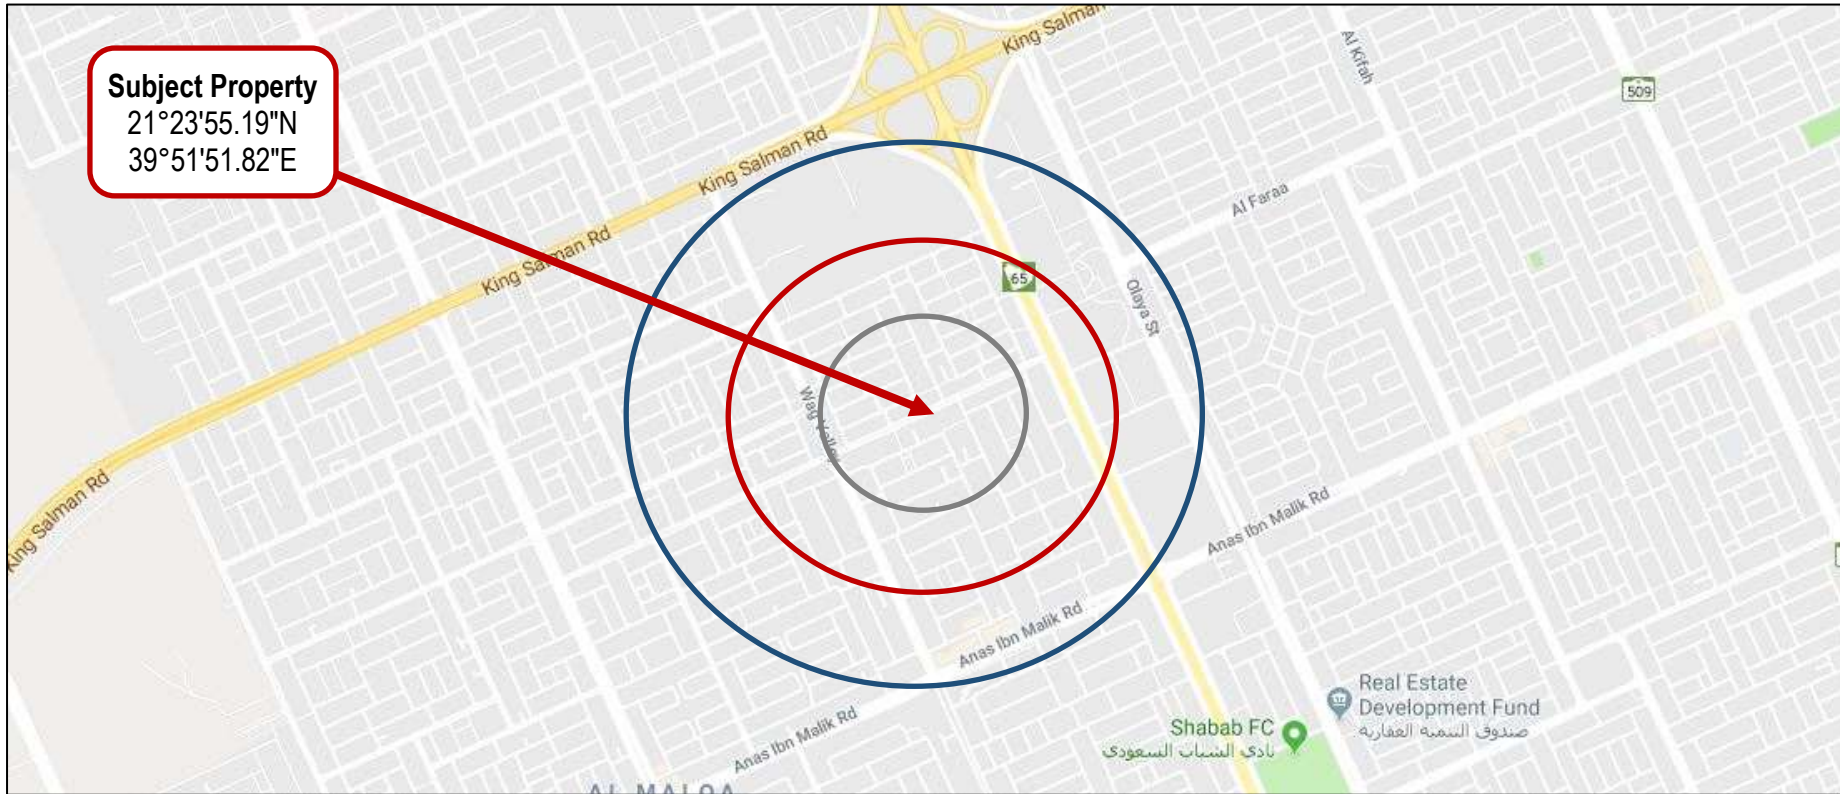 King Salman
Al Kifah
509
Subject Property
21°23'55.19"N
39°51'51.82"E
King Salman Rd
Al Faraa
King Salman Rd
65
Olaya St
Wag Valley
King Salman Rd
Anas Ibn Malik Rd
Anas Ibn Malik Rd
Real Estate
Development Fund
صندوق التنمية العقارية
Shabab FC
نادي الشباب السعودي
Anas Ibn Malik Rd
AL MALQA